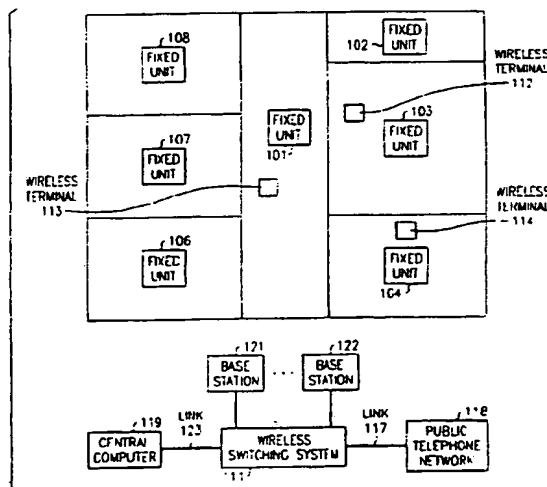 108
FIXED
UNIT
102
FIXED
UNIT
WIRELESS
TERMINAL
112
107
FIXED
UNIT
FIXED
UNIT
101
103
FIXED
UNIT
WIRELESS
TERMINAL
113
WIRELESS
TERMINAL
114
106
FIXED
UNIT
FIXED
UNIT
104
121
BASE
STATION
...
122
BASE
STATION
119
CENTRAL
COMPUTER
LINK
123
WIRELESS
SWITCHING SYSTEM
111
LINK
117
118
PUBLIC
TELEPHONE
NETWORK